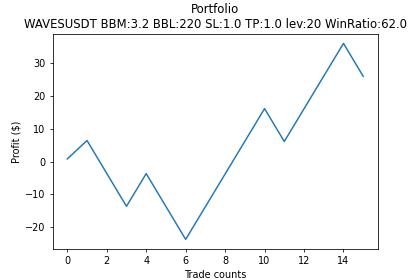 Portfolio
WAVESUSDT BBM:3.2 BBL:220 SL:1.0 TP:1.0 lev:20 WinRatio:62.0
30
20
10
0
−10
−20
Profit ($)
0 2 4 6 8 10 12 14
Trade counts